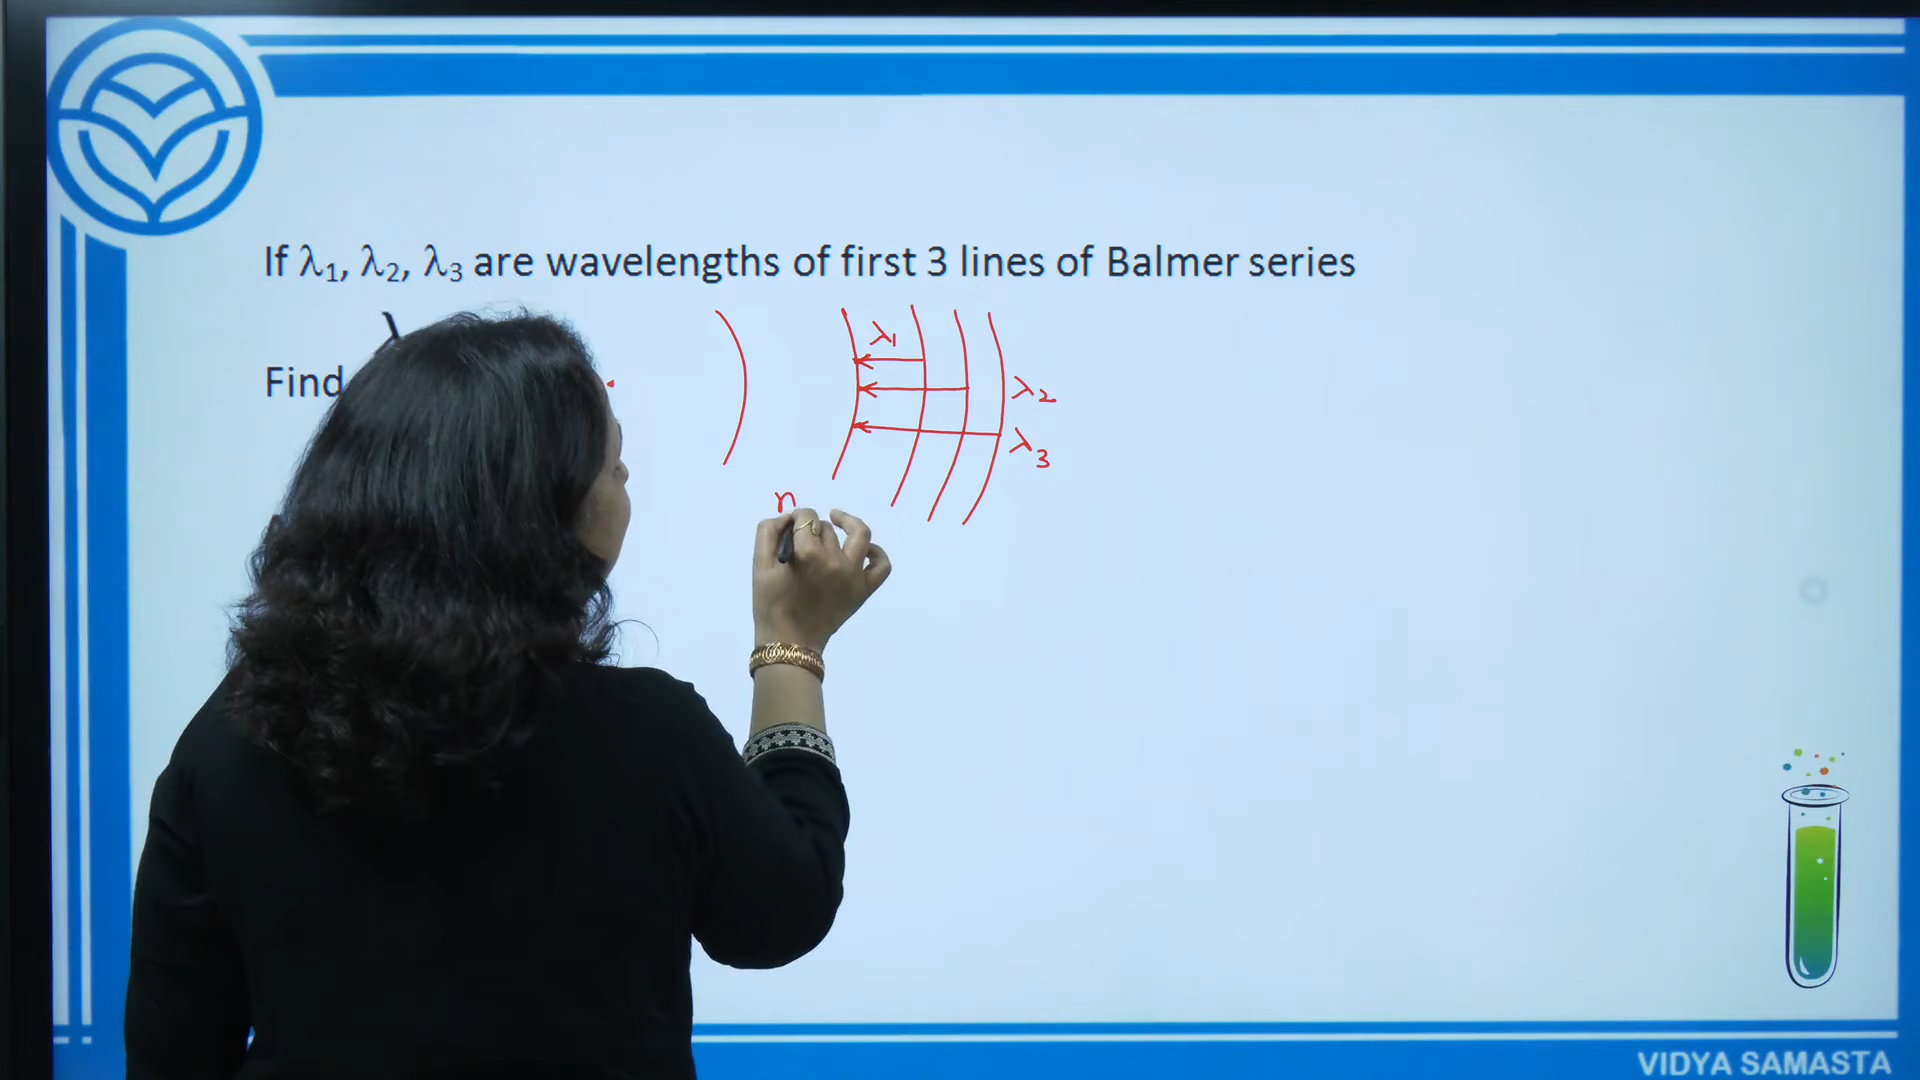 If λ₁, λ₂, λ₃ are wavelengths of first 3 lines of Balmer series
Find
λ1
λ2
λ3
n
VIDYA SAMASTA